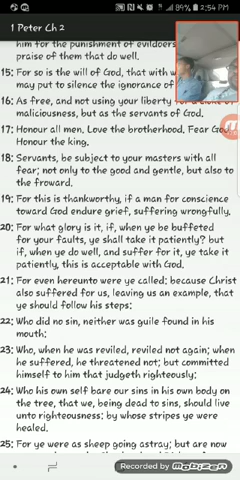 2:54 PM
1 Peter Ch 2
him for the punishment of evildoers
praise of them that do well.
15: For so is the will of God, that with w
may put to silence the ignorance of
16: As free, and not using your liberty
maliciousness, but as the servants of God.
17: Honour all men. Love the brotherhood. Fear God.
Honour the king.
18: Servants, be subject to your masters with all
fear; not only to the good and gentle, but also to
the froward.
19: For this is thankworthy, if a man for conscience
toward God endure grief, suffering wrongfully.
20: For what glory is it, if, when ye be buffeted
for your faults, ye shall take it patiently? but
if, when ye do well, and suffer for it, ye take it
patiently, this is acceptable with God.
21: For even hereunto were ye called: because Christ
also suffered for us, leaving us an example, that
ye should follow his steps:
22: Who did no sin, neither was guile found in his
mouth:
23: Who, when he was reviled, reviled not again; when
he suffered, he threatened not; but committed
himself to him that judgeth righteously:
24: Who his own self bare our sins in his own body on
the tree, that we, being dead to sins, should live
unto righteousness: by whose stripes ye were
healed.
25: For ye were as sheep going astray; but are now
Recorded by mobizen